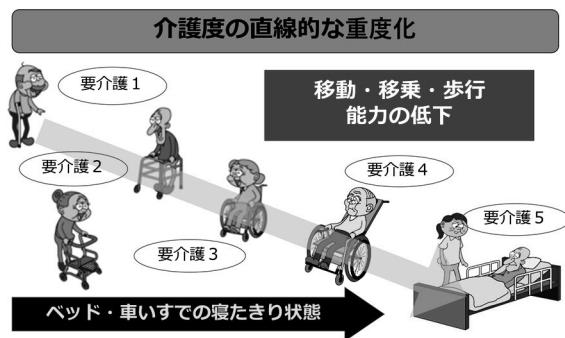 介護度の直線的な重度化
要介護１
移動・移乗・歩行
能力の低下
要介護２
要介護４
要介護５
要介護３
ベッド・車いすでの寝たきり状態